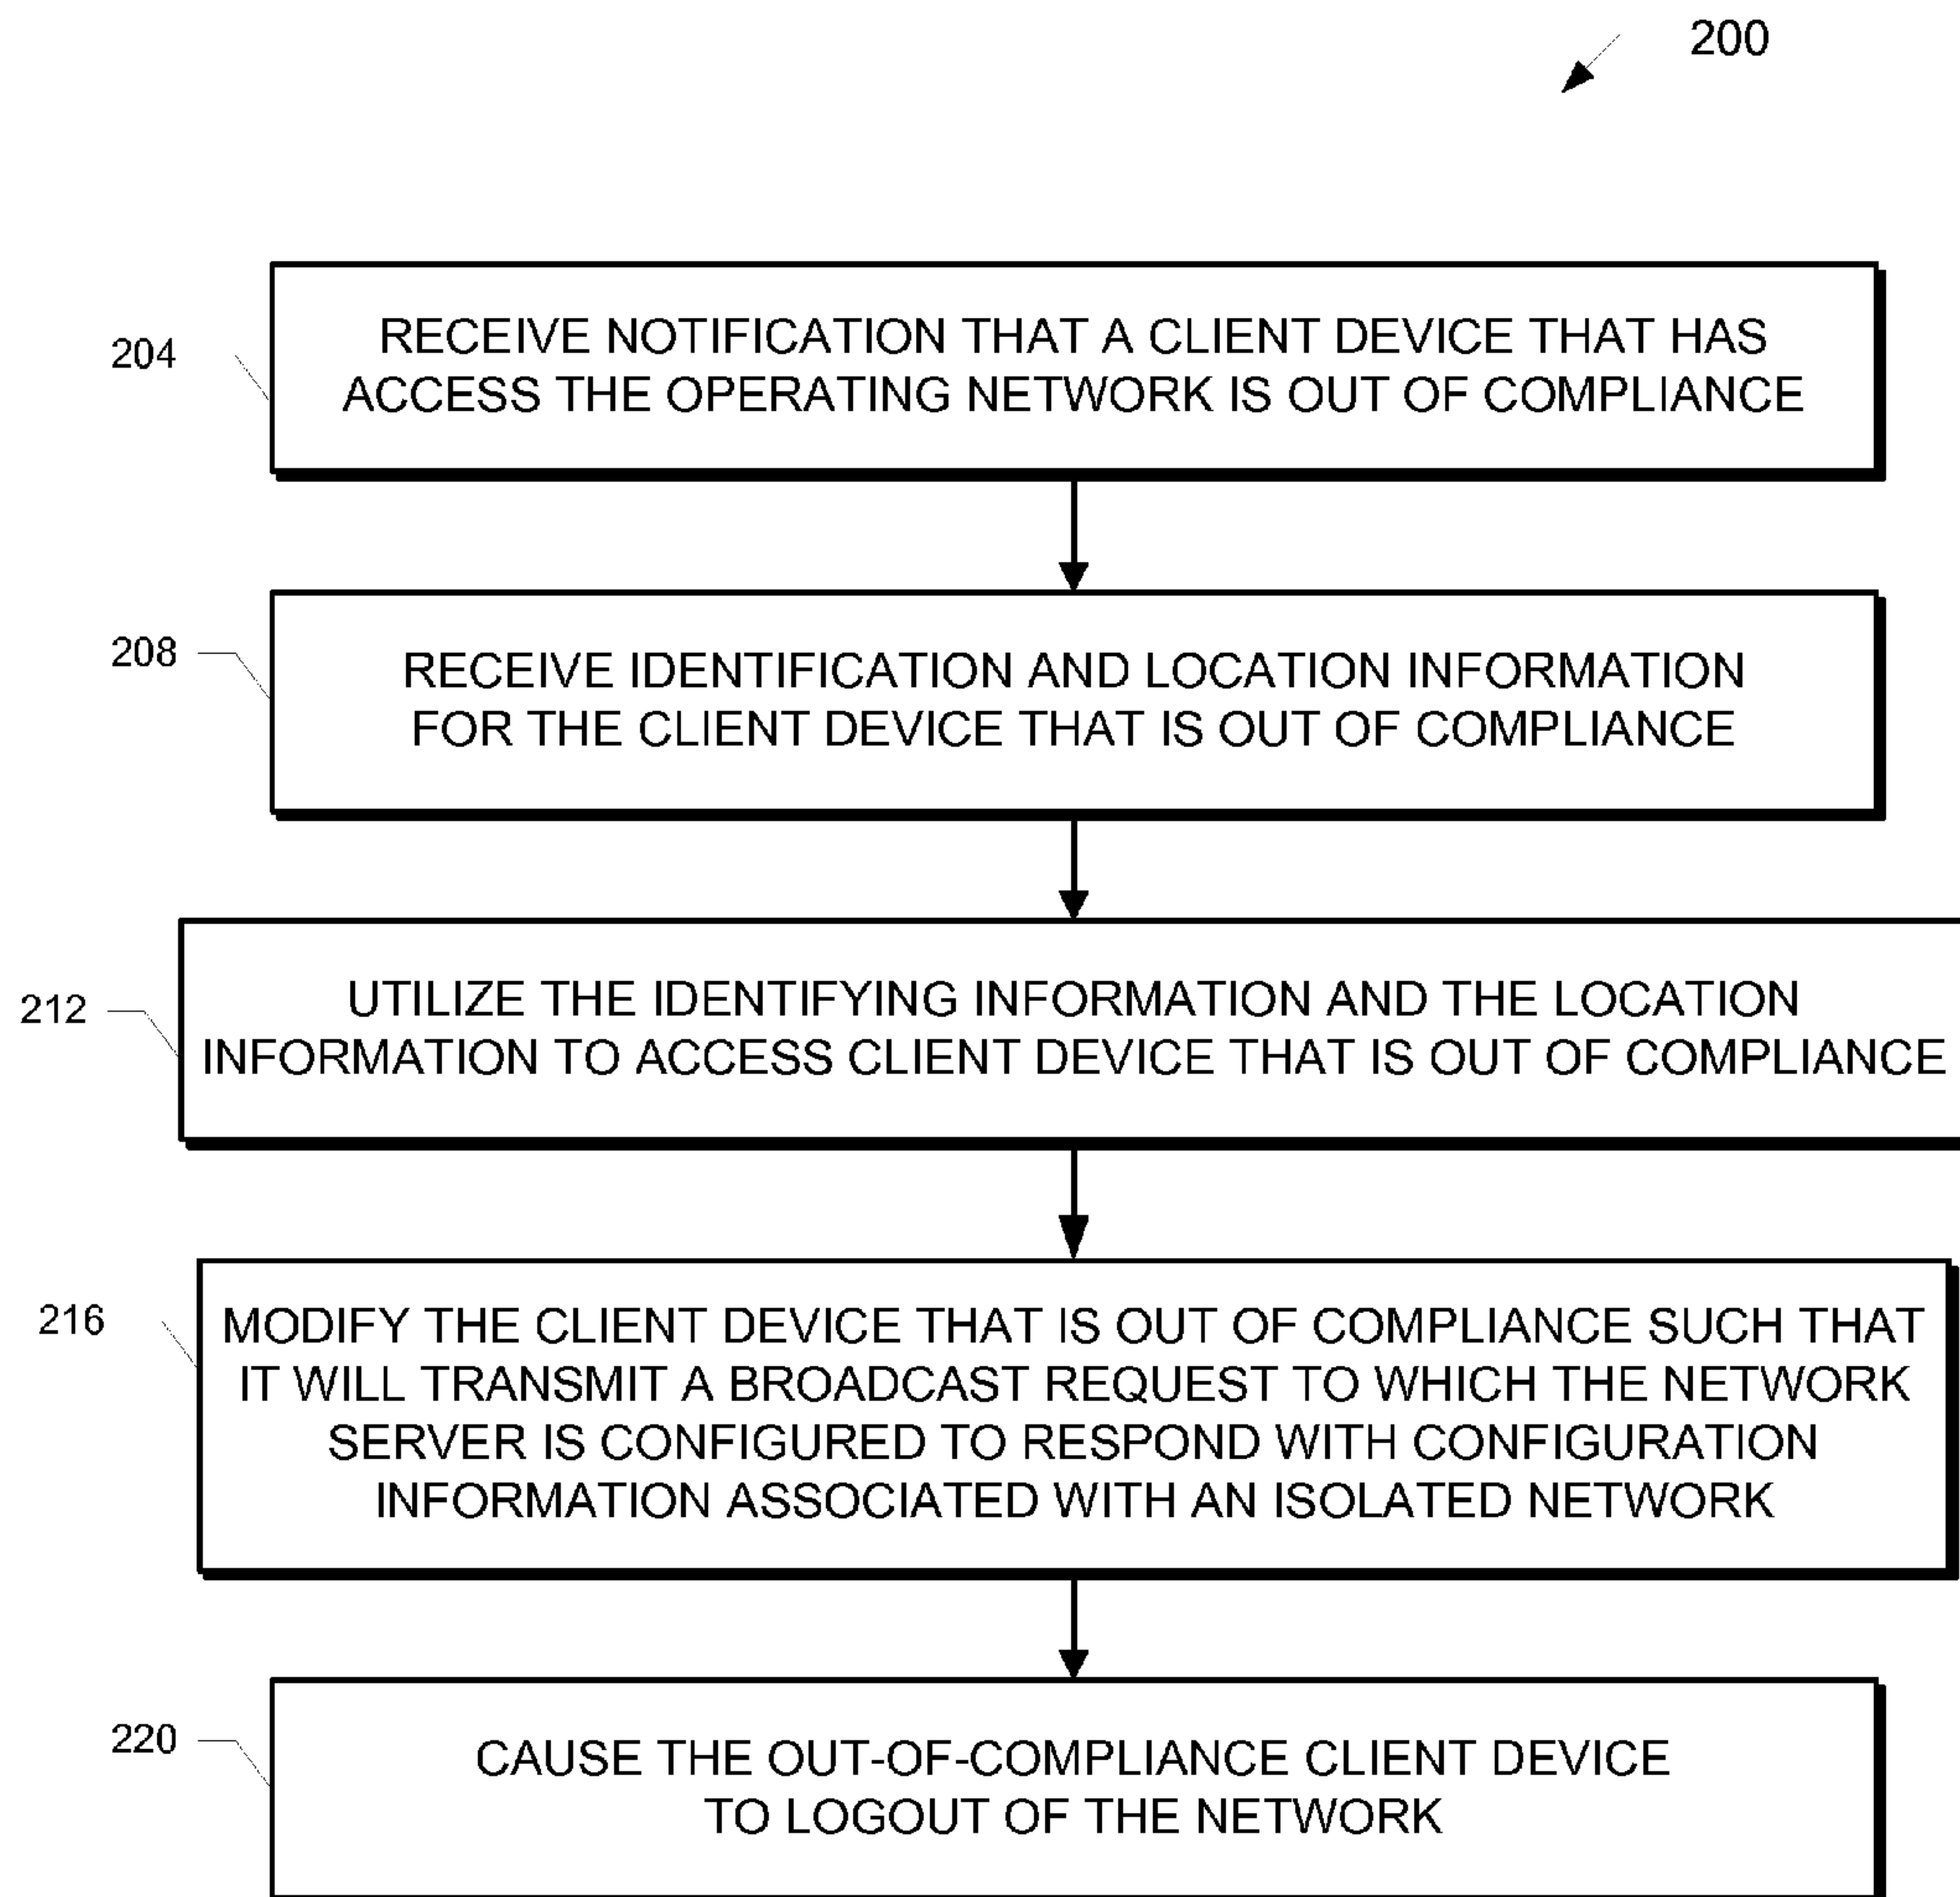 200
204
RECEIVE NOTIFICATION THAT A CLIENT DEVICE THAT HAS
ACCESS THE OPERATING NETWORK IS OUT OF COMPLIANCE
208
RECEIVE IDENTIFICATION AND LOCATION INFORMATION
FOR THE CLIENT DEVICE THAT IS OUT OF COMPLIANCE
212
UTILIZE THE IDENTIFYING INFORMATION AND THE LOCATION
INFORMATION TO ACCESS CLIENT DEVICE THAT IS OUT OF COMPLIANCE
216
MODIFY THE CLIENT DEVICE THAT IS OUT OF COMPLIANCE SUCH THAT
IT WILL TRANSMIT A BROADCAST REQUEST TO WHICH THE NETWORK
SERVER IS CONFIGURED TO RESPOND WITH CONFIGURATION
INFORMATION ASSOCIATED WITH AN ISOLATED NETWORK
220
CAUSE THE OUT-OF-COMPLIANCE CLIENT DEVICE
TO LOGOUT OF THE NETWORK